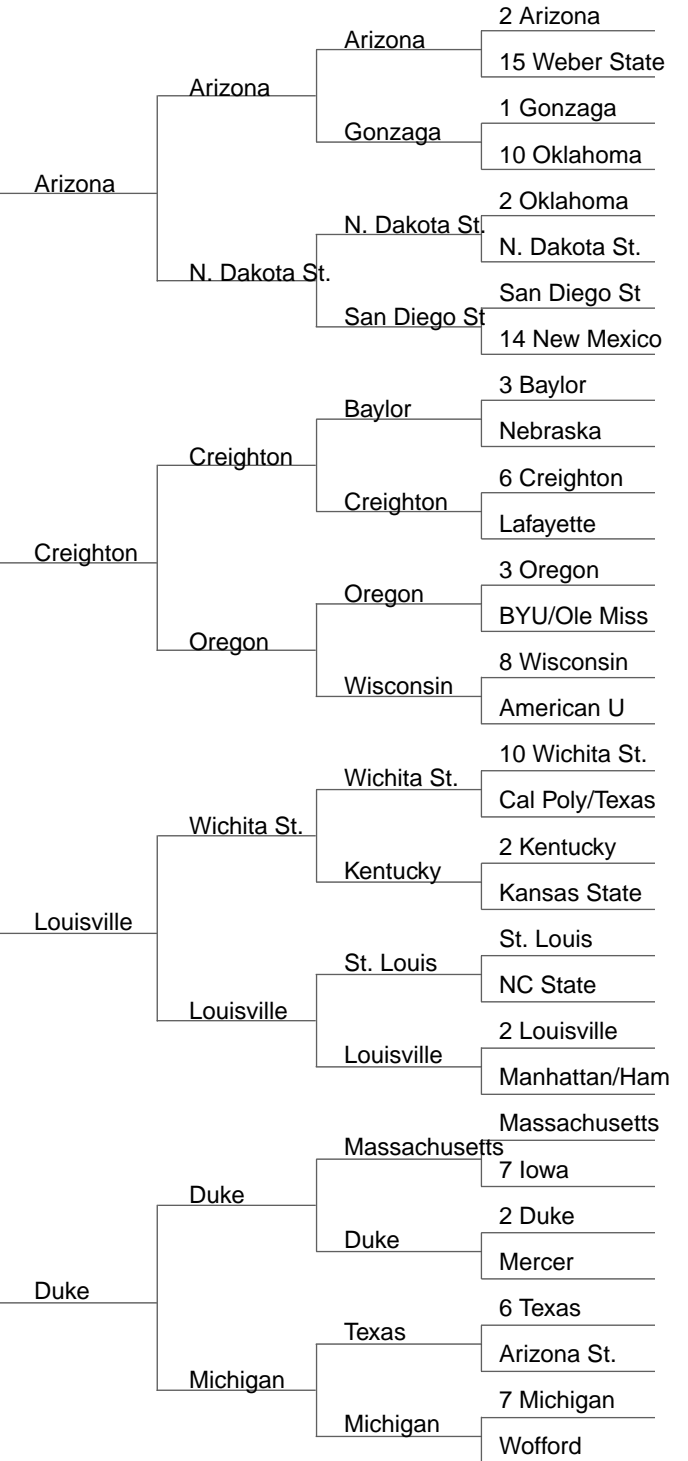 2 Arizona
Arizona
15 Weber State
Arizona
1 Gonzaga
Gonzaga
10 Oklahoma
Arizona
2 Oklahoma
N. Dakota St.
N. Dakota St.
N. Dakota St.
San Diego St
San Diego St
14 New Mexico
3 Baylor
Baylor
Nebraska
Creighton
6 Creighton
Creighton
Lafayette
Creighton
3 Oregon
Oregon
BYU/Ole Miss
Oregon
8 Wisconsin
Wisconsin
American U
10 Wichita St.
Wichita St.
Cal Poly/Texas
Wichita St.
2 Kentucky
Kentucky
Kansas State
Louisville
St. Louis
St. Louis
NC State
Louisville
2 Louisville
Louisville
Manhattan/Ham
Massachusetts
Massachusetts
7 Iowa
Duke
2 Duke
Duke
Mercer
Duke
6 Texas
Texas
Arizona St.
Michigan
7 Michigan
Michigan
Wofford